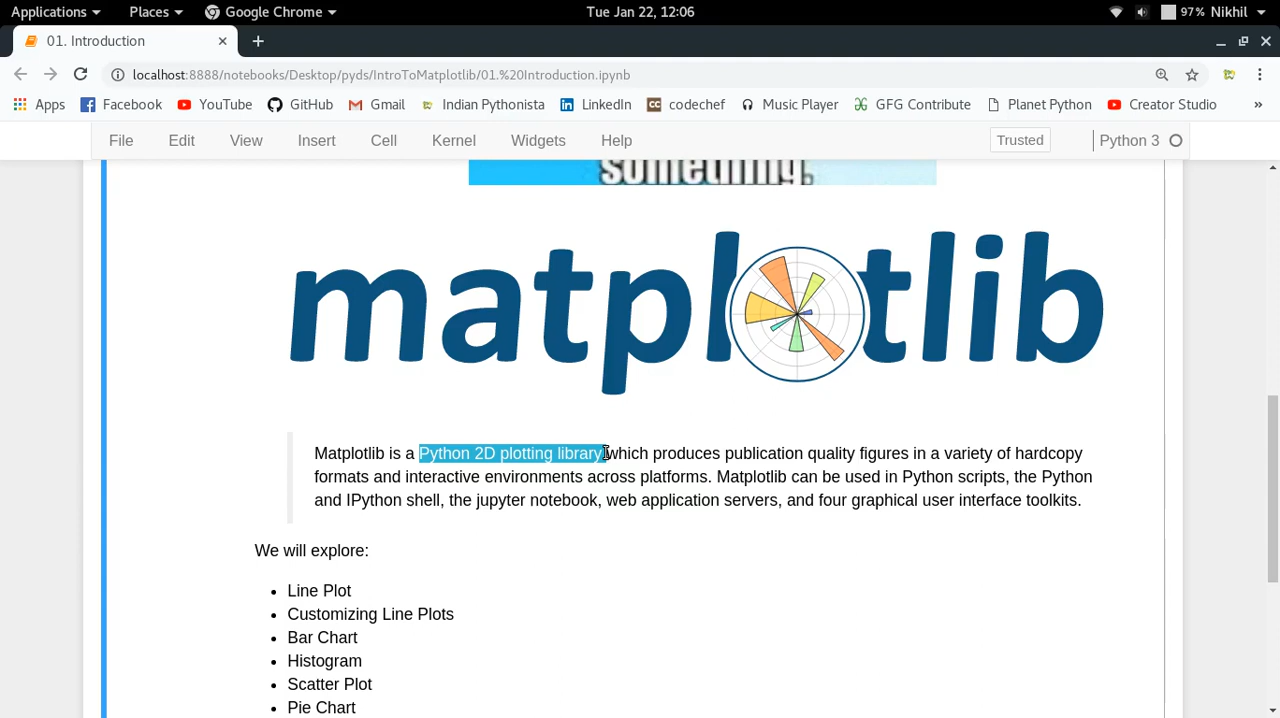 Applications Places Google Chrome Tue Jan 22, 12:06 97% Nikhil
01. Introduction
localhost:8888/notebooks/Desktop/pyds/IntroToMatplotlib/01.%20Introduction.ipynb
Apps Facebook YouTube GitHub Gmail Indian Pythonista LinkedIn codechef Music Player GFG Contribute Planet Python Creator Studio »
File Edit View Insert Cell Kernel Widgets Help Trusted Python 3
something.
matplotlib
Matplotlib is a Python 2D plotting library which produces publication quality figures in a variety of hardcopy
formats and interactive environments across platforms. Matplotlib can be used in Python scripts, the Python
and IPython shell, the jupyter notebook, web application servers, and four graphical user interface toolkits.
We will explore:
• Line Plot
• Customizing Line Plots
• Bar Chart
• Histogram
• Scatter Plot
• Pie Chart